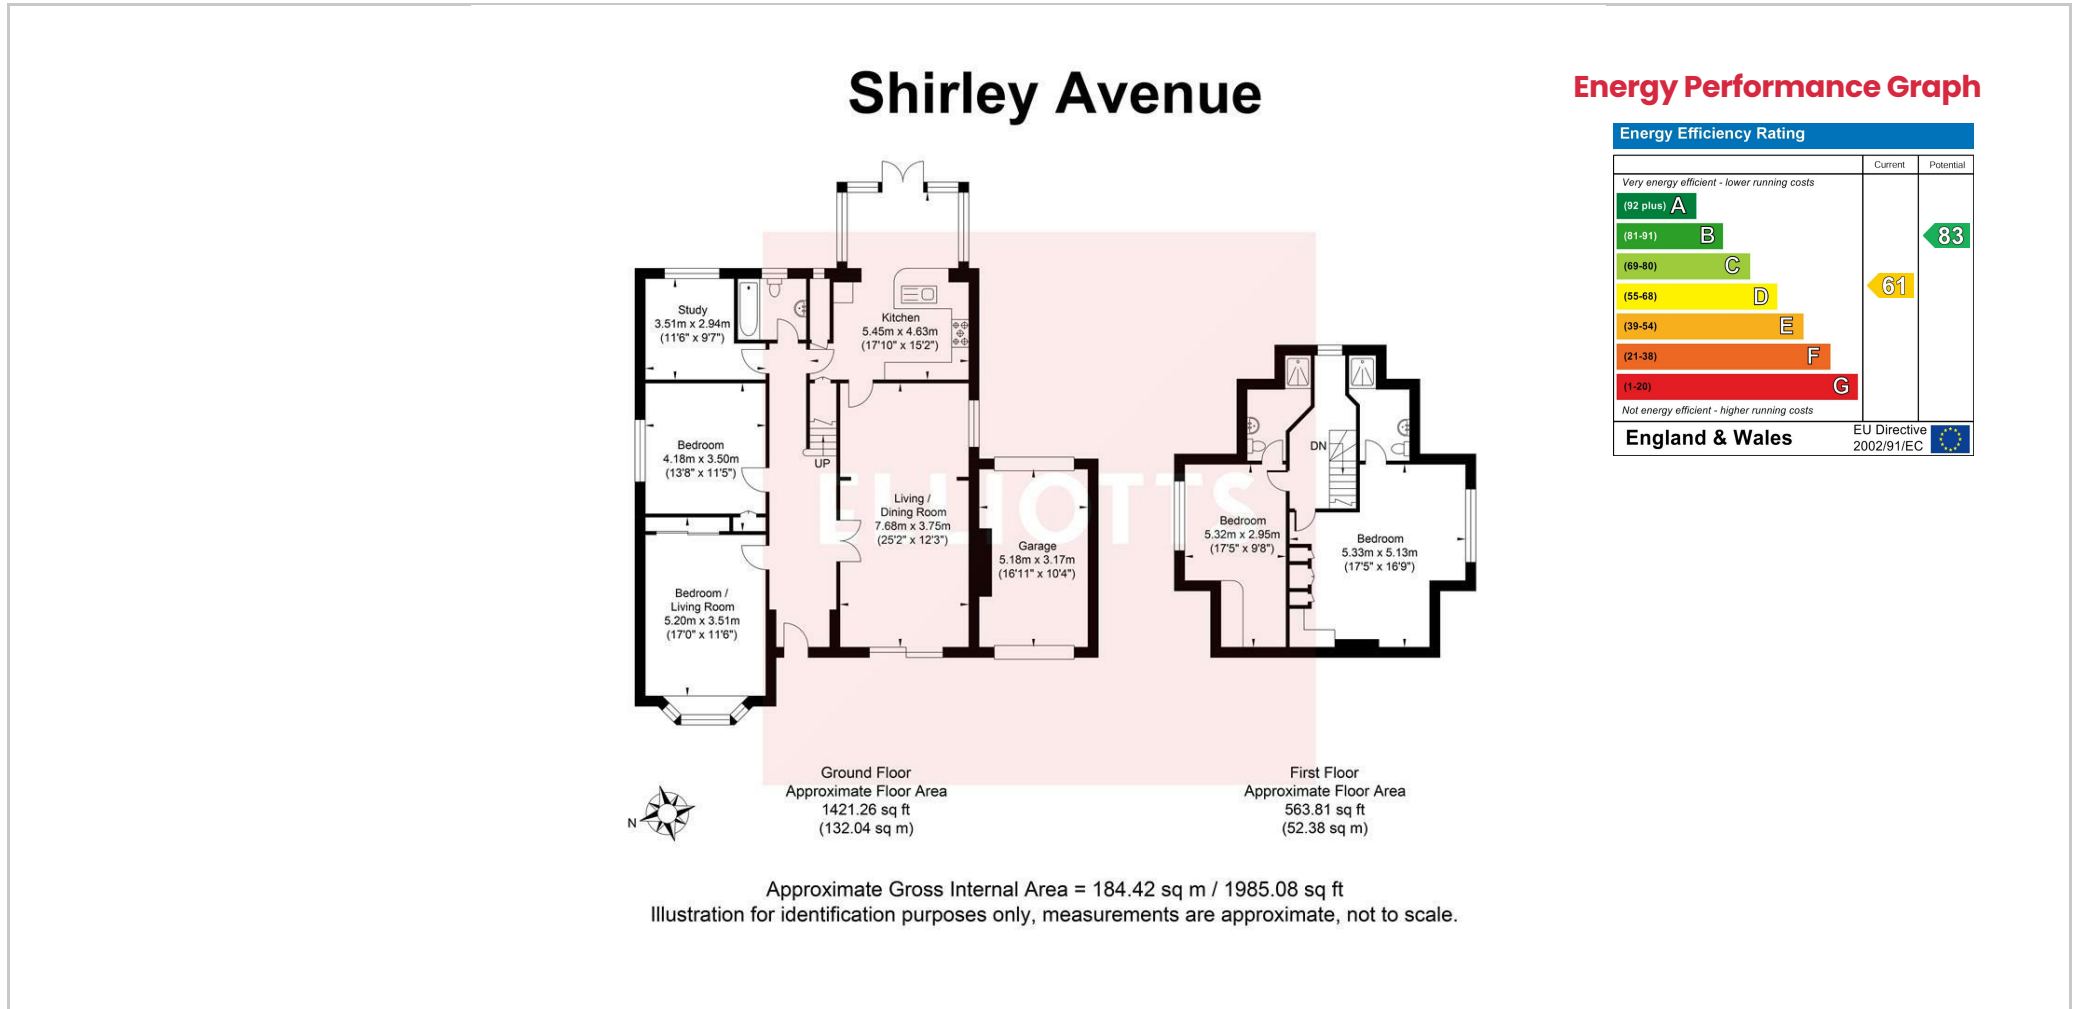 Shirley Avenue
Energy Performance Graph
Energy Efficiency Rating
Current
Potential
Very energy efficient - lower running costs
(92 plus) A
(81-91) B
(69-80) C
(55-68) D
(39-54) E
(21-38) F
(1-20) G
83
61
Not energy efficient - higher running costs
England & Wales
EU Directive
2002/91/EC
Study
3.51m x 2.94m
(11'6" x 9'7")
Kitchen
5.45m x 4.63m
(17'10" x 15'2")
Bedroom
4.18m x 3.50m
(13'8" x 11'5")
UP
ELLIOTTS
Living /
Dining Room
7.68m x 3.75m
(25'2" x 12'3")
Garage
5.18m x 3.17m
(16'11" x 10'4")
Bedroom /
Living Room
5.20m x 3.51m
(17'0" x 11'6")
DN
Bedroom
5.32m x 2.95m
(17'5" x 9'8")
Bedroom
5.33m x 5.13m
(17'5" x 16'9")
N
Ground Floor
Approximate Floor Area
1421.26 sq ft
(132.04 sq m)
First Floor
Approximate Floor Area
563.81 sq ft
(52.38 sq m)
Approximate Gross Internal Area = 184.42 sq m / 1985.08 sq ft
Illustration for identification purposes only, measurements are approximate, not to scale.